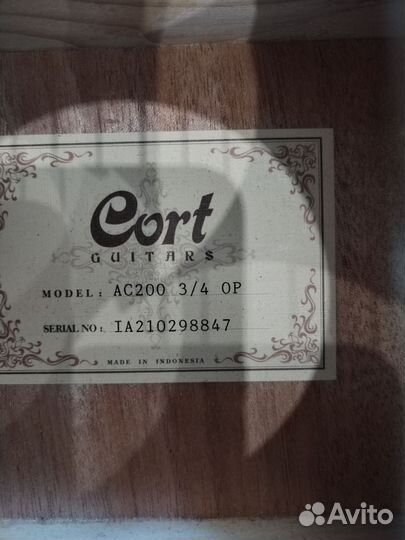 Cort
GUITARS
MODEL: AC200 3/4 OP
SERIAL NO: IA210298847
MADE IN INDONESIA
Avito